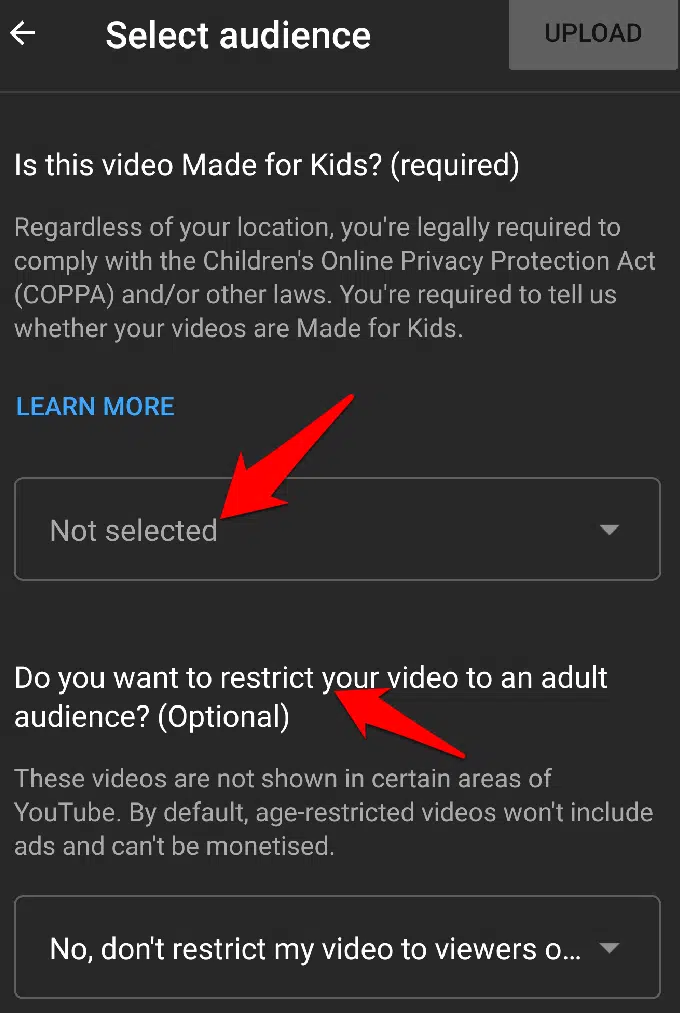 Select audience
UPLOAD
Is this video Made for Kids? (required)
Regardless of your location, you're legally required to
comply with the Children's Online Privacy Protection Act
(COPPA) and/or other laws. You're required to tell us
whether your videos are Made for Kids.
LEARN MORE
Not selected
Do you want to restrict your video to an adult
audience? (Optional)
These videos are not shown in certain areas of
YouTube. By default, age-restricted videos won't include
ads and can't be monetised.
No, don't restrict my video to viewers o...